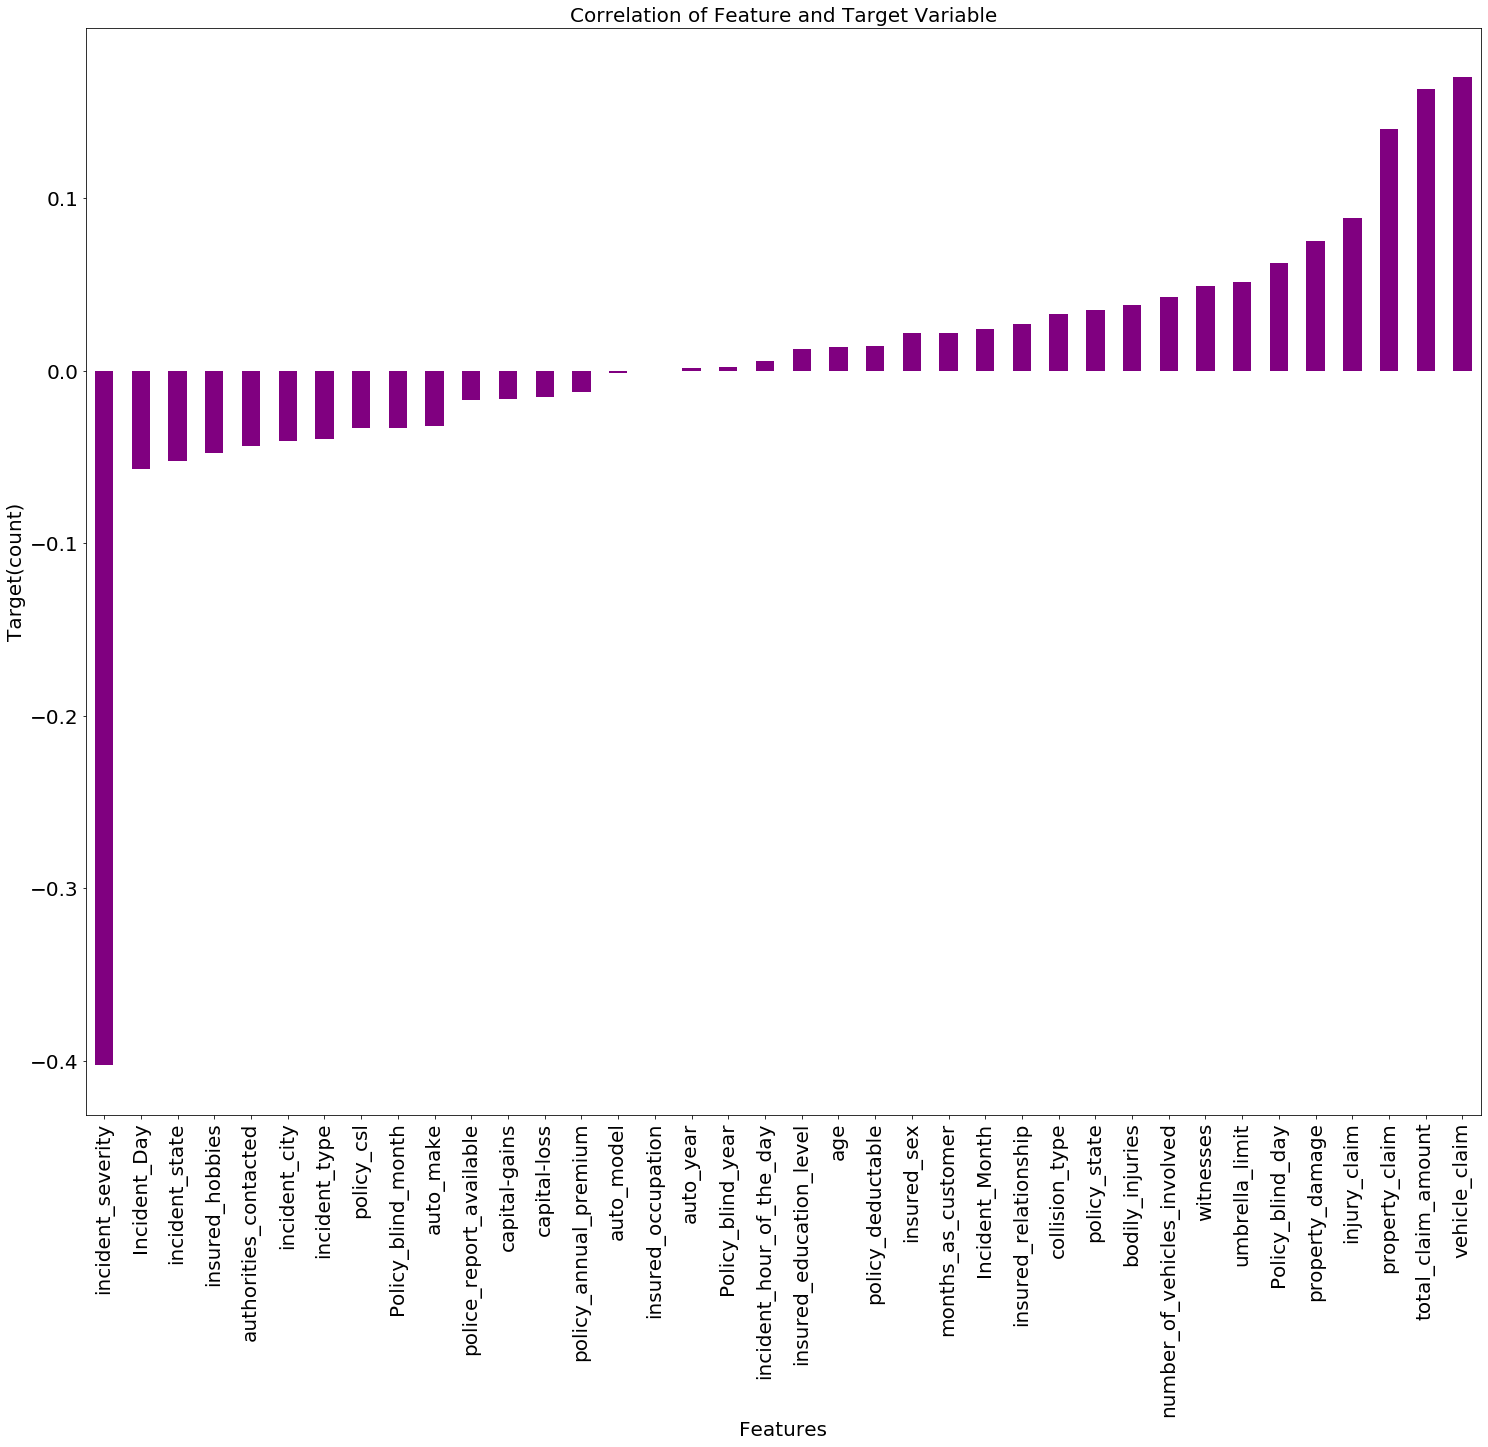 Correlation of Feature and Target Variable
Target(count)
0.1
0.0
−0.1
−0.2
−0.3
−0.4
incident_severity
Incident_Day
incident_state
insured_hobbies
authorities_contacted
incident_city
incident_type
policy_csl
Policy_blind_month
auto_make
police_report_available
capital-gains
capital-loss
policy_annual_premium
auto_model
insured_occupation
auto_year
Policy_blind_year
incident_hour_of_the_day
insured_education_level
age
policy_deductable
insured_sex
months_as_customer
Incident_Month
insured_relationship
collision_type
policy_state
bodily_injuries
number_of_vehicles_involved
witnesses
umbrella_limit
Policy_blind_day
property_damage
injury_claim
property_claim
total_claim_amount
vehicle_claim
Features